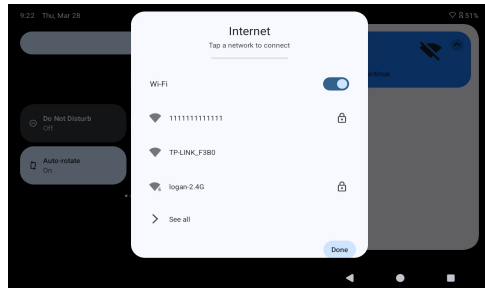 9:22 Thu, Mar 28
51%
Internet
Tap a network to connect
Wi-Fi
1111111111111
Do Not Disturb
Off
TP-LINK_F3B0
Auto-rotate
On
logan-2.4G
See all
Done